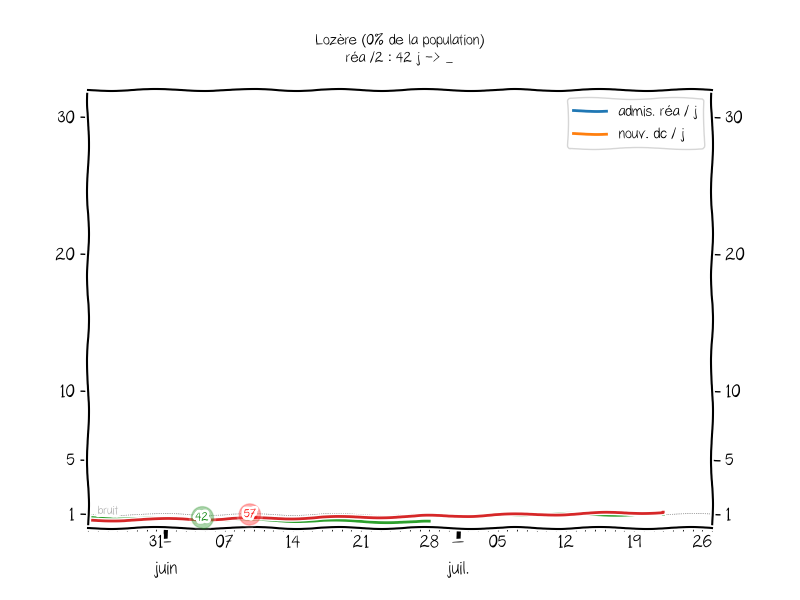 Lozère (0% de la population)
réa /2 : 42 j -> _
admis. réa / j
nouv. dc / j
30 30
20 20
10 10
5 5
bruit
42 57
1 1
31 07 14 21 28 05 12 19 26
juin juil.